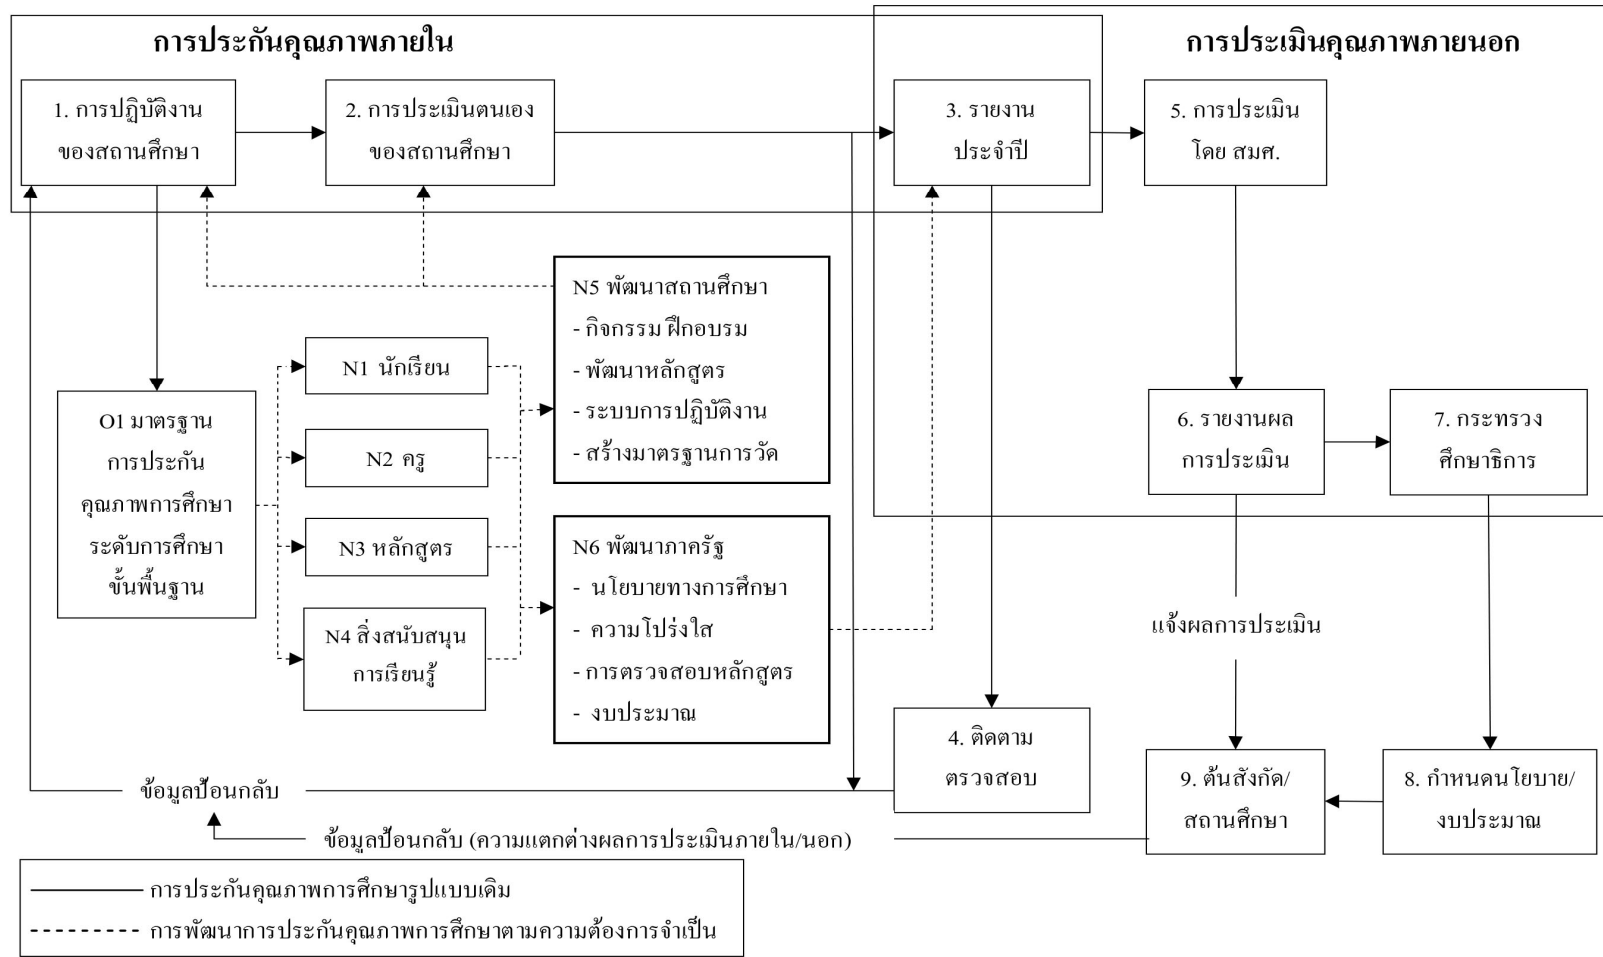 การประกันคุณภาพภายใน
การประเมินคุณภาพภายนอก
1. การปฏิบัติงาน
ของสถานศึกษา
2. การประเมินตนเอง
ของสถานศึกษา
3. รายงาน
ประจำปี
5. การประเมิน
โดย สมศ.
N5 พัฒนาสถานศึกษา
- กิจกรรม ฝึกอบรม
- พัฒนาหลักสูตร
- ระบบการปฏิบัติงาน
- สร้างมาตรฐานการวัด
N1 นักเรียน
N2 ครู
N3 หลักสูตร
N4 สิ่งสนับสนุน
การเรียนรู้
O1 มาตรฐาน
การประกัน
คุณภาพการศึกษา
ระดับการศึกษา
ขั้นพื้นฐาน
6. รายงานผล
การประเมิน
7. กระทรวง
ศึกษาธิการ
N6 พัฒนาภาครัฐ
- นโยบายทางการศึกษา
- ความโปร่งใส
- การตรวจสอบหลักสูตร
- งบประมาณ
แจ้งผลการประเมิน
4. ติดตาม
ตรวจสอบ
9. ต้นสังกัด/
สถานศึกษา
8. กำหนดนโยบาย/
งบประมาณ
ข้อมูลป้อนกลับ
ข้อมูลป้อนกลับ (ความแตกต่างผลการประเมินภายใน/นอก)
การประกันคุณภาพการศึกษารูปแบบเดิม
การพัฒนาการประกันคุณภาพการศึกษาตามความต้องการจำเป็น